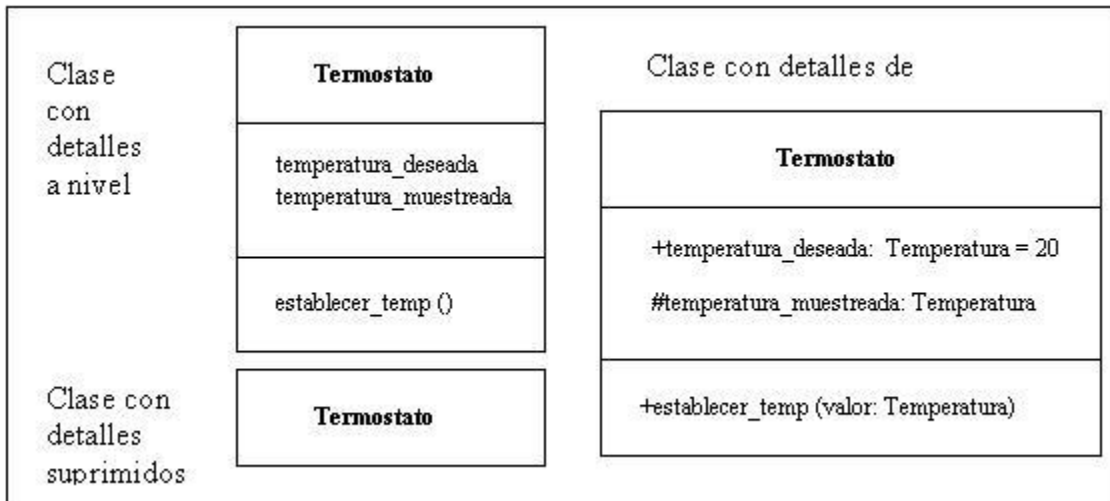 Clase
con
detalles
a nivel
Termostato
temperatura_deseada
temperatura_muestreada
establecer_temp ()
Clase con
detalles
suprimidos
Termostato
Clase con detalles de
Termostato
+temperatura_deseada: Temperatura = 20
#temperatura_muestreada: Temperatura
+establecer_temp (valor: Temperatura)